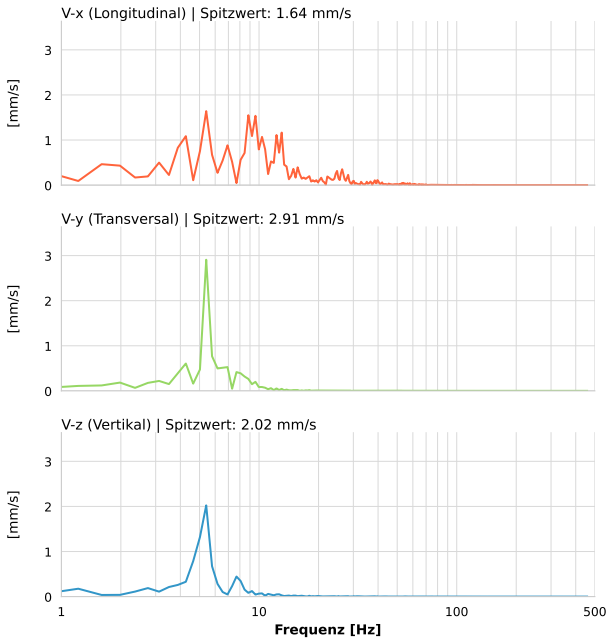 V-x (Longitudinal) | Spitzwert: 1.64 mm/s
3
2
1
0
[mm/s]
V-y (Transversal) | Spitzwert: 2.91 mm/s
3
2
1
0
[mm/s]
V-z (Vertikal) | Spitzwert: 2.02 mm/s
3
2
1
0
[mm/s]
1 10 100 500
Frequenz [Hz]